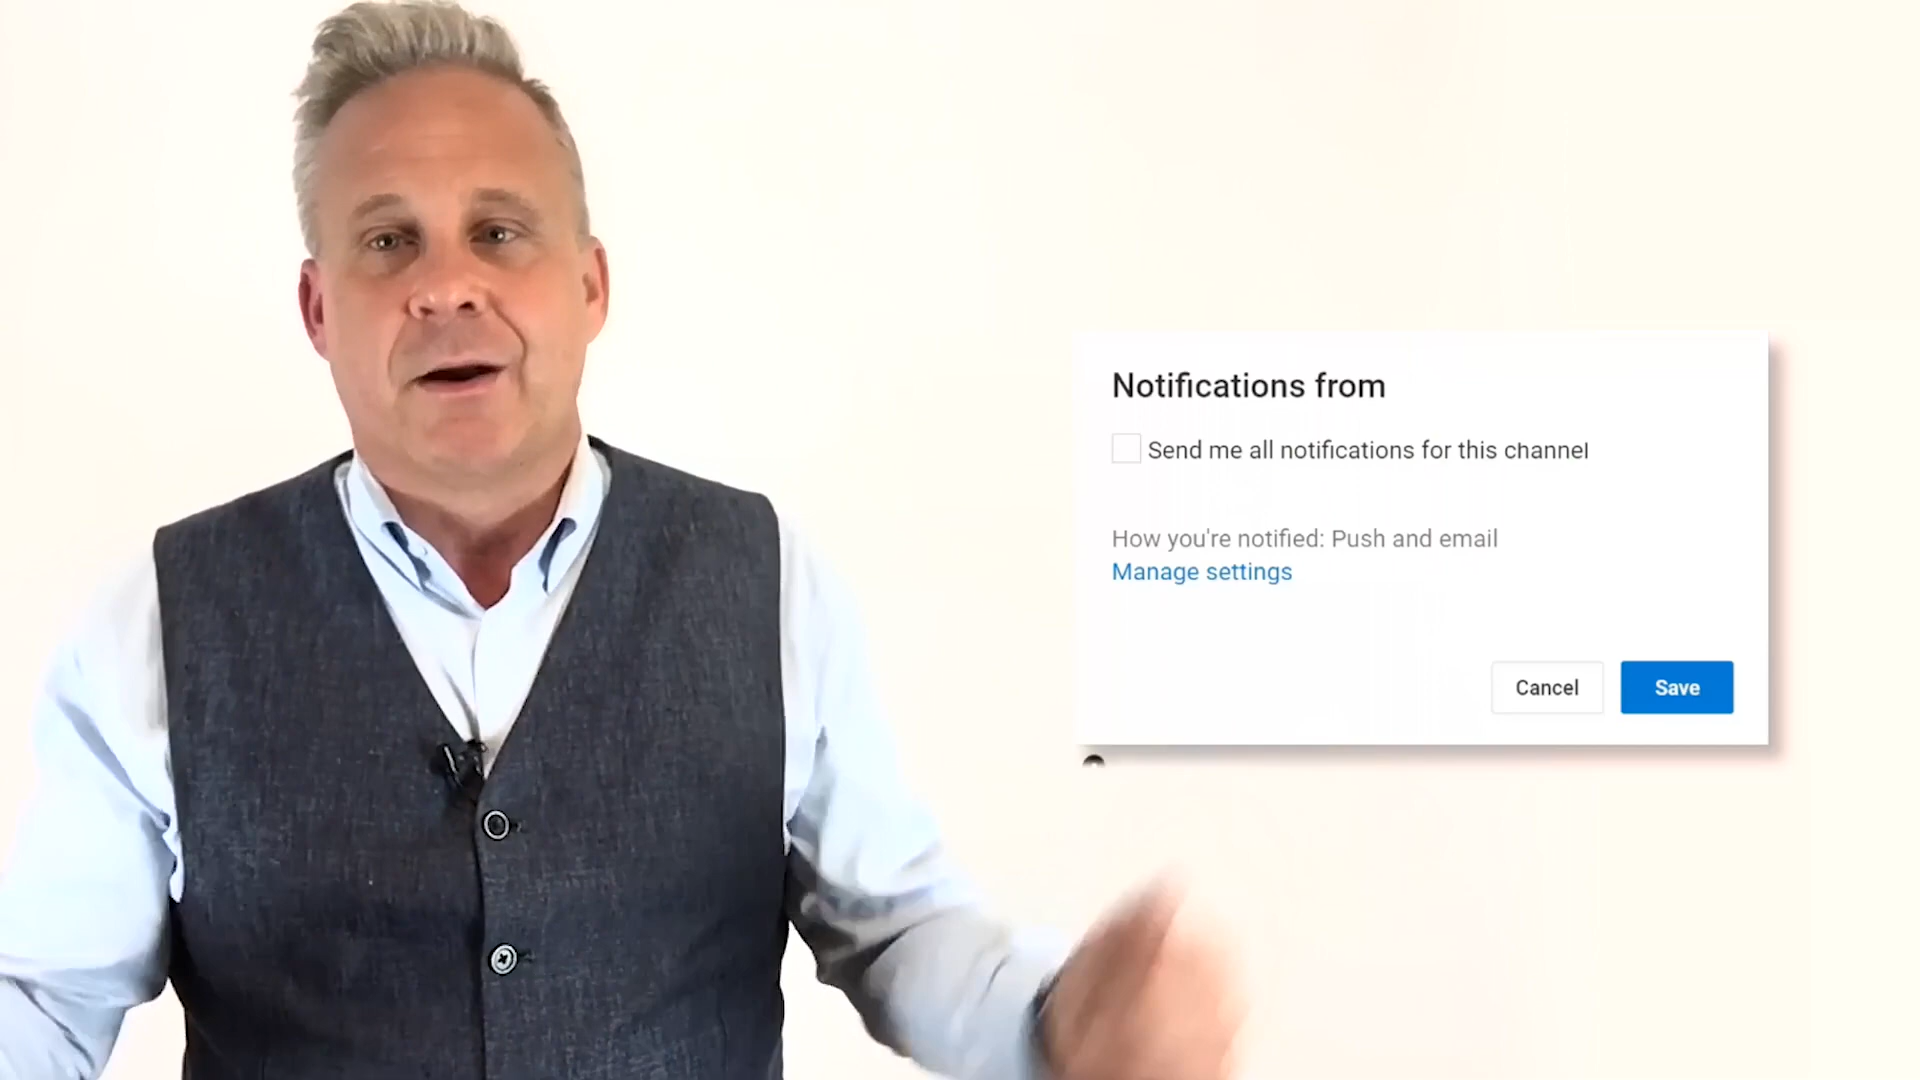 Notifications from
Send me all notifications for this channel
How you're notified: Push and email
Manage settings
Cancel
Save